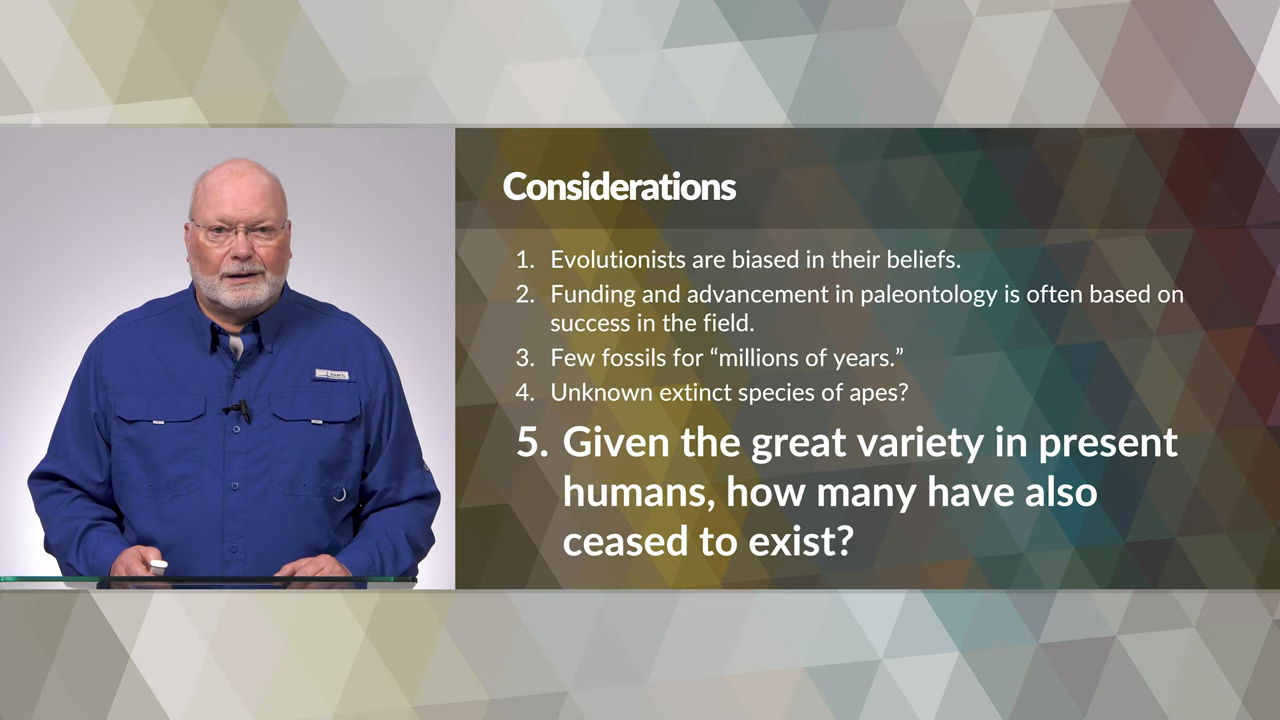 Considerations
1. Evolutionists are biased in their beliefs.
2. Funding and advancement in paleontology is often based on
success in the field.
3. Few fossils for “millions of years.”
4. Unknown extinct species of apes?
5. Given the great variety in present
humans, how many have also
ceased to exist?